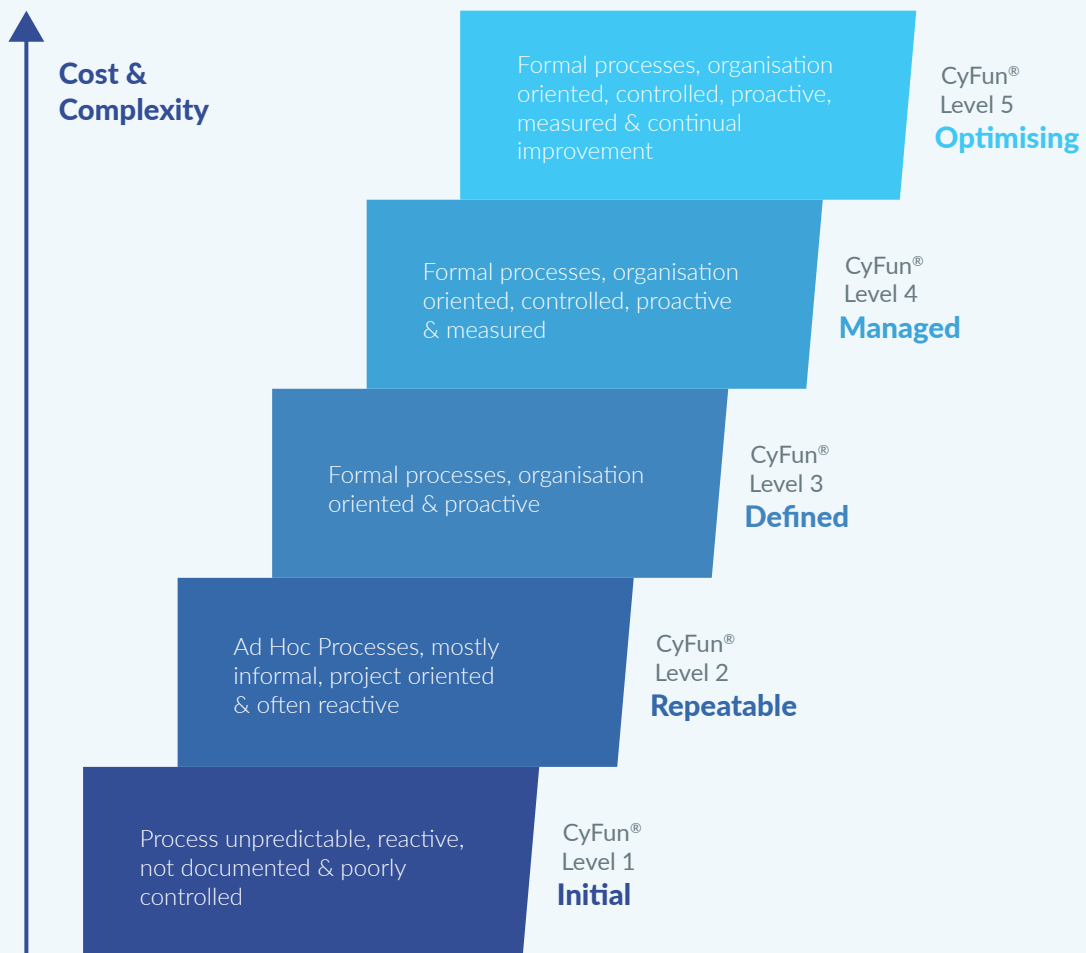 Cost &
Complexity
Formal processes, organisation
oriented, controlled, proactive,
measured & continual
improvement
CyFun®
Level 5
Optimising
Formal processes, organisation
oriented, controlled, proactive
& measured
CyFun®
Level 4
Managed
Formal processes, organisation
oriented & proactive
CyFun®
Level 3
Defined
Ad Hoc Processes, mostly
informal, project oriented
& often reactive
CyFun®
Level 2
Repeatable
Process unpredictable, reactive,
not documented & poorly
controlled
CyFun®
Level 1
Initial